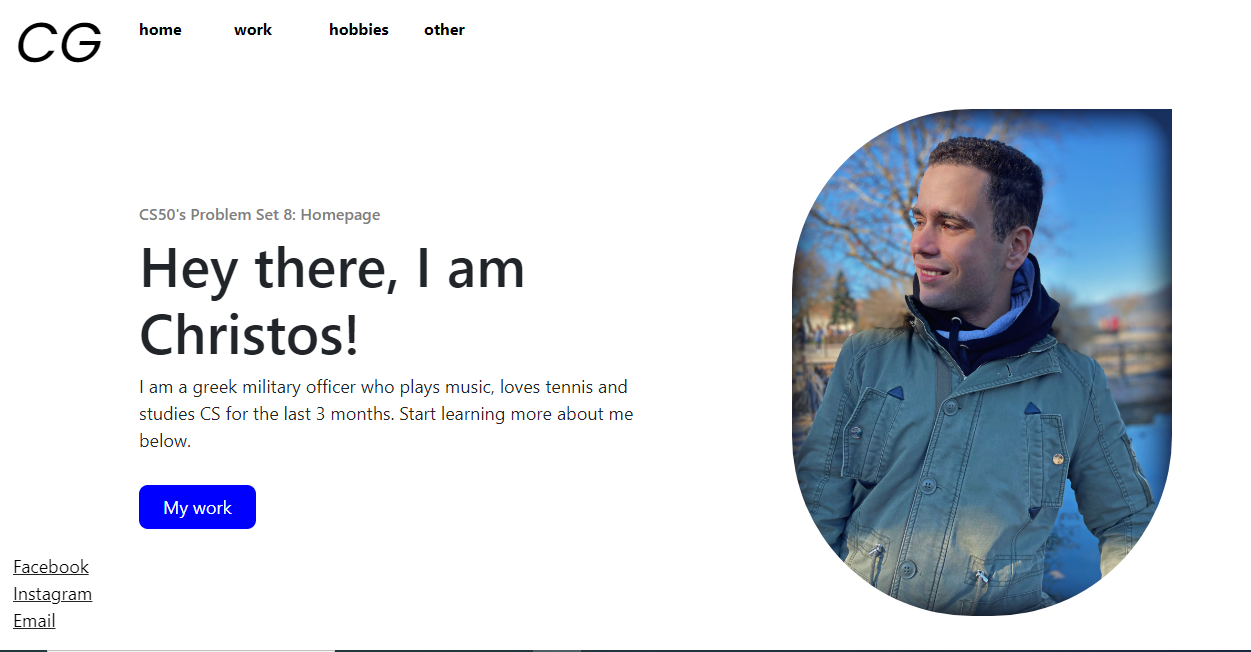 CG
home work hobbies other
CS50's Problem Set 8: Homepage
Hey there, I am
Christos!
I am a greek military officer who plays music, loves tennis and
studies CS for the last 3 months. Start learning more about me
below.
My work
Facebook
Instagram
Email